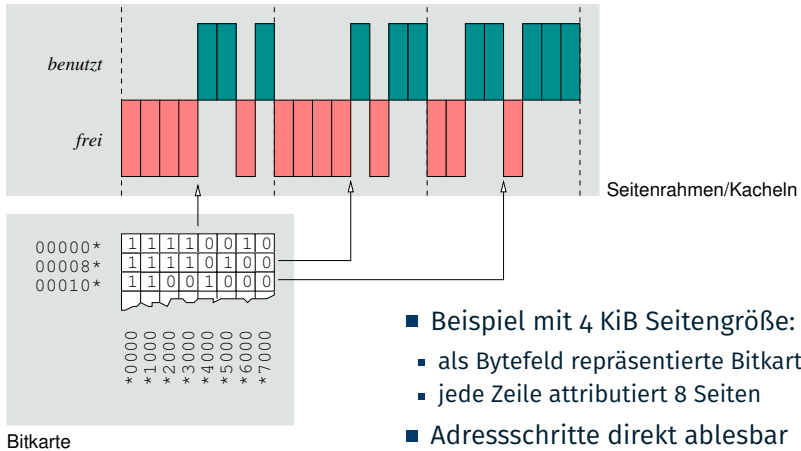 benutzt
frei
Seitenrahmen/Kacheln
00000* 1 1 1 1 0 0 1 0
00008* 1 1 1 1 0 1 0 0
00010* 1 1 0 0 1 0 0 0
*0000 *1000 *2000 *3000 *4000 *5000 *6000 *7000
Bitkarte
■ Beispiel mit 4 KiB Seitengröße:
▪ als Bytefeld repräsentierte Bitkart
▪ jede Zeile attributiert 8 Seiten
■ Adressschritte direkt ablesbar